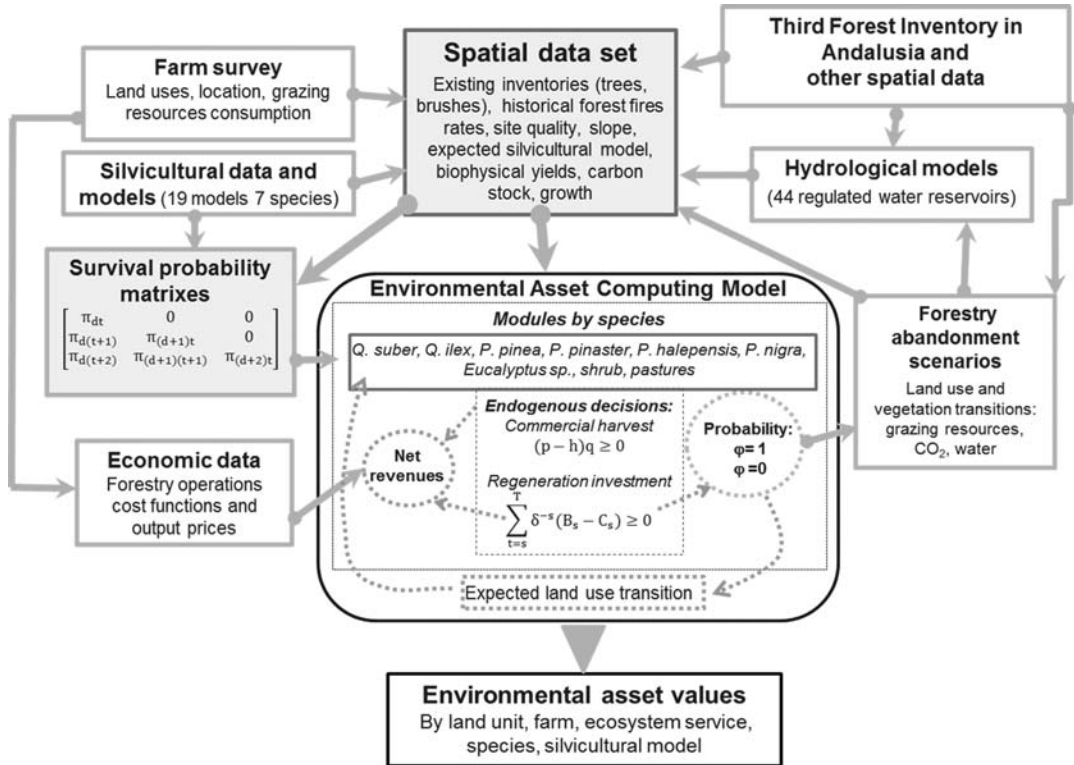 Farm survey
Land uses, location, grazing
resources consumption
Spatial data set
Existing inventories (trees,
brushes), historical forest fires
rates, site quality, slope,
expected silvicultural model,
biophysical yields, carbon
stock, growth
Third Forest Inventory in
Andalusia and
other spatial data
Silvicultural data and
models (19 models 7 species)
Hydrological models
(44 regulated water reservoirs)
Survival probability
matrixes
π_dt 0 0
π_d(t+1) π_(d+1)t 0
π_d(t+2) π_(d+1)(t+1) π_(d+2)t
Environmental Asset Computing Model
Modules by species
Q. suber, Q. ilex, P. pinea, P. pinaster, P. halepensis, P. nigra,
Eucalyptus sp., shrub, pastures
Endogenous decisions:
Commercial harvest
(p − h)q ≥ 0
Regeneration investment
T
∑ δ^−s (B_s − C_s) ≥ 0
t=s
Net
revenues
Probability:
φ= 1
φ=0
Expected land use transition
Forestry
abandonment
scenarios
Land use and
vegetation transitions:
grazing resources,
CO₂, water
Economic data
Forestry operations
cost functions and
output prices
Environmental asset values
By land unit, farm, ecosystem service,
species, silvicultural model